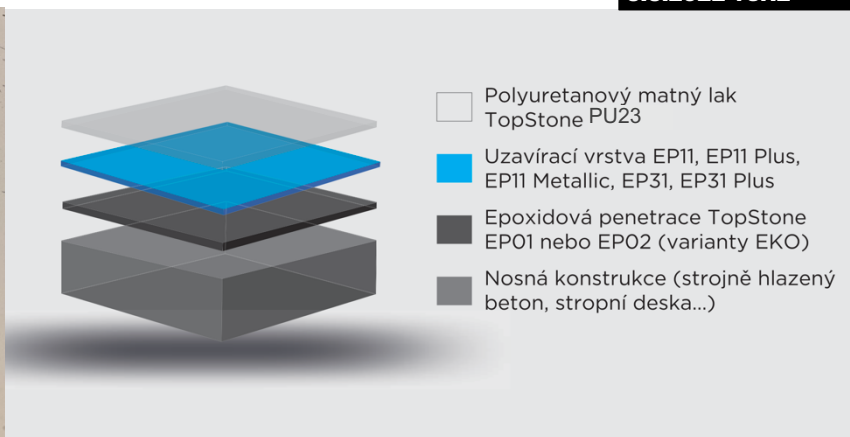 Polyuretanový matný lak
TopStone PU23
Uzavírací vrstva EP11, EP11 Plus,
EP11 Metallic, EP31, EP31 Plus
Epoxidová penetrace TopStone
EP01 nebo EP02 (varianty EKO)
Nosná konstrukce (strojně hlazený
beton, stropní deska...)